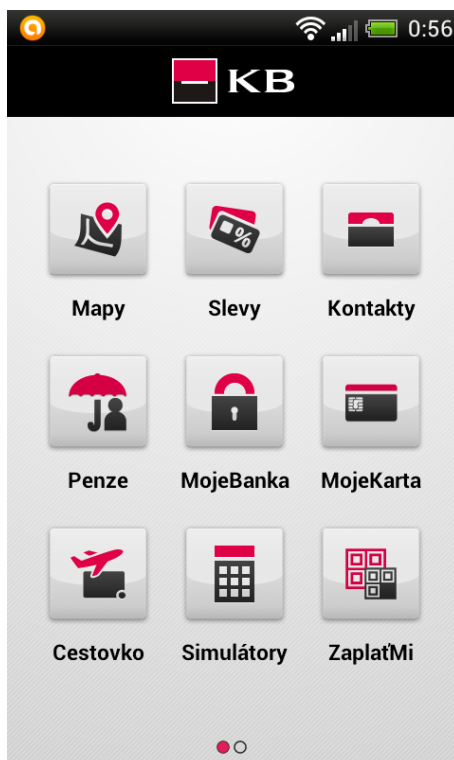 0:56
KB
Mapy Slevy Kontakty
%
Penze MojeBanka MojeKarta
Cestovko Simulátory ZaplaťMi